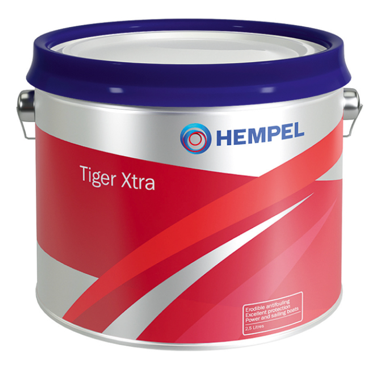 HEMPEL
Tiger Xtra
Erodible antifouling
Excellent protection
Power and sailing boats
2,5 Litres